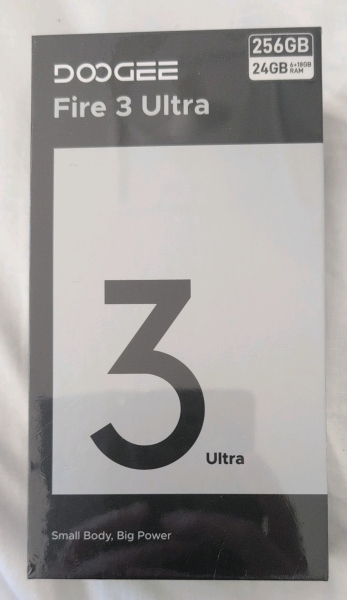 DOOGEE
Fire 3 Ultra
256GB
24GB 6+18GB RAM
3
Ultra
Small Body, Big Power